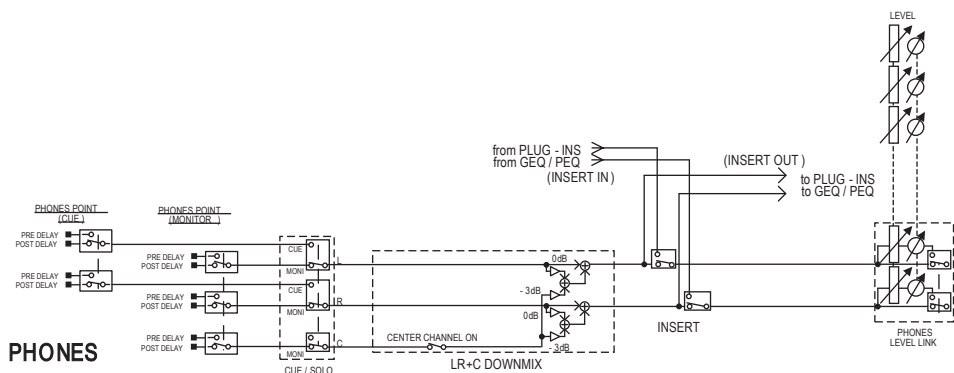 LEVEL
from PLUG - INS
from GEQ / PEQ
(INSERT IN)
(INSERT OUT )
to PLUG - INS
to GEQ / PEQ
PHONES POINT
(CUE )
PHONES POINT
(MONITOR )
PRE DELAY
POST DELAY
PRE DELAY
POST DELAY
PRE DELAY
POST DELAY
PRE DELAY
POST DELAY
PRE DELAY
POST DELAY
CUE
MONI
L
CUE
MONI
R
MONI
C
CUE / SOLO
0dB
- 3dB
0dB
- 3dB
CENTER CHANNEL ON
LR+C DOWNMIX
INSERT
PHONES
LEVEL LINK
PHONES